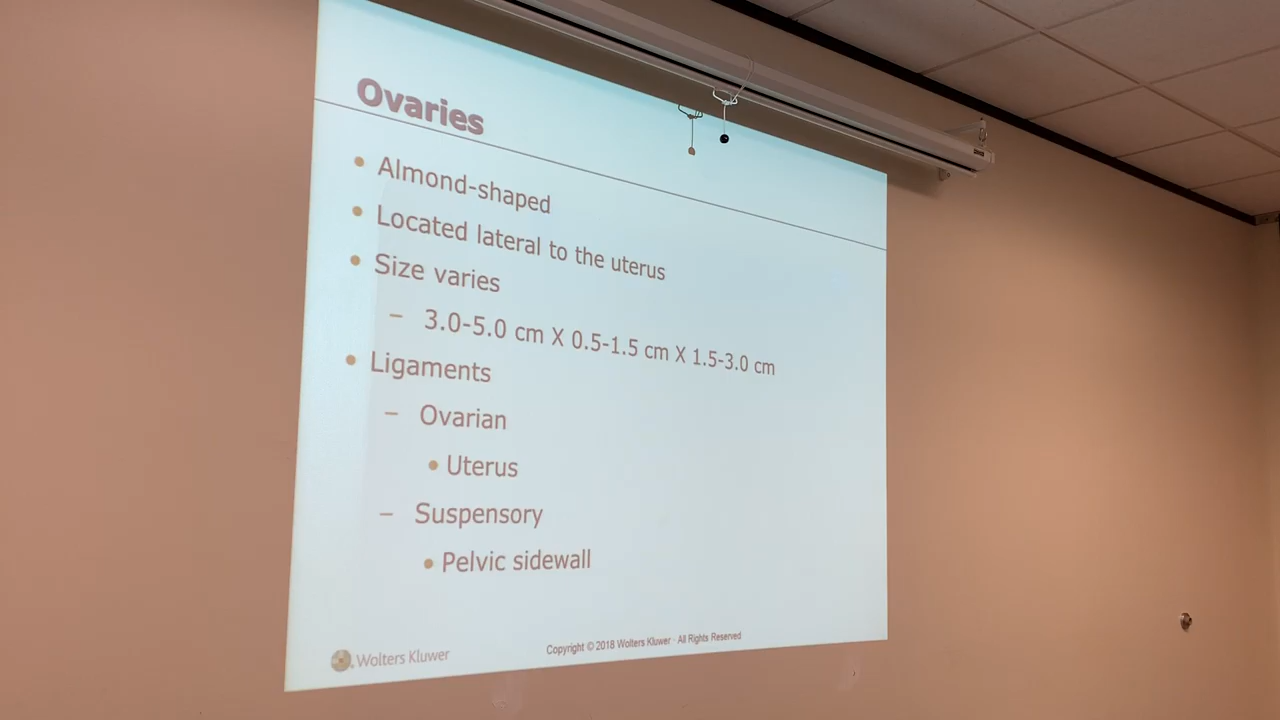 Ovaries
• Almond-shaped
• Located lateral to the uterus
• Size varies
– 3.0-5.0 cm X 0.5-1.5 cm X 1.5-3.0 cm
• Ligaments
– Ovarian
• Uterus
– Suspensory
• Pelvic sidewall
Wolters Kluwer
Copyright © 2018 Wolters Kluwer · All Rights Reserved